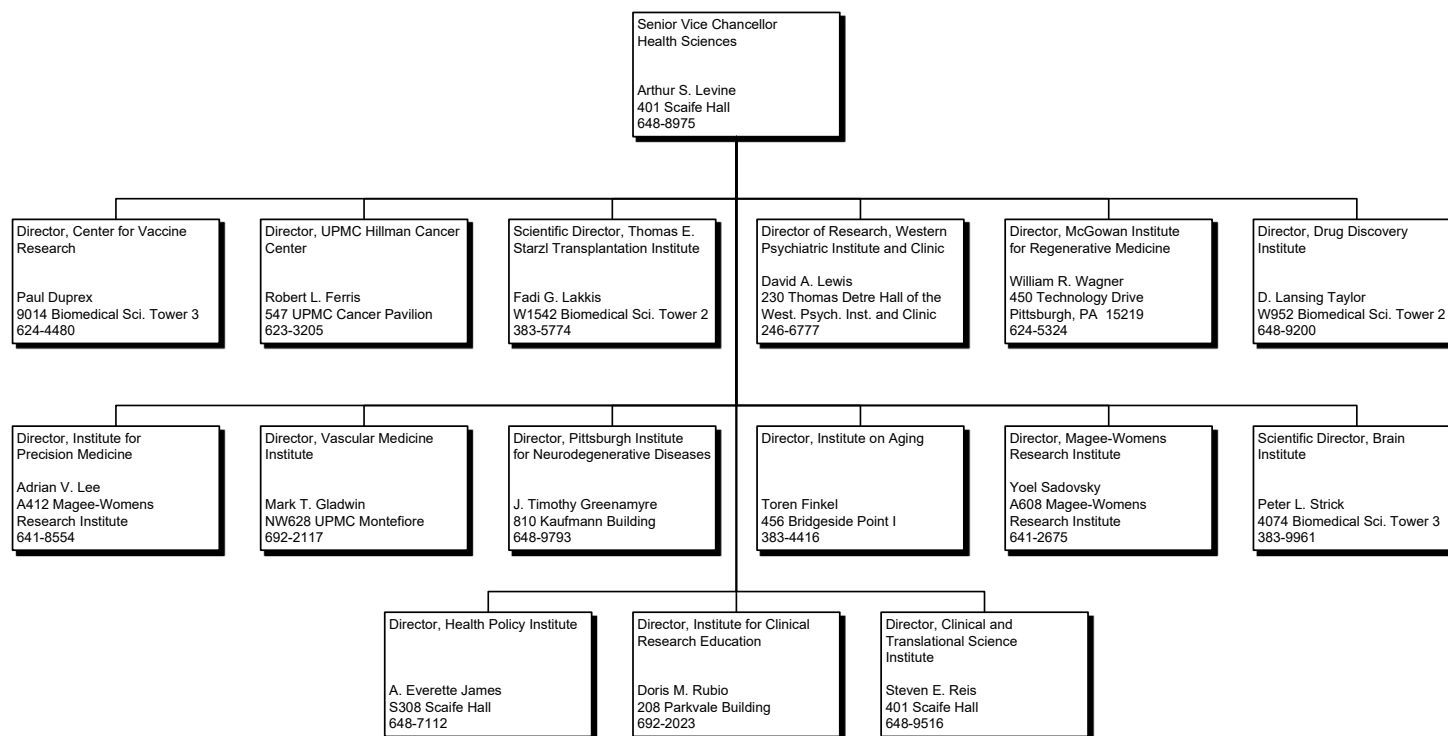 Senior Vice Chancellor
Health Sciences
Arthur S. Levine
401 Scaife Hall
648-8975
Director, Center for Vaccine
Research
Paul Duprex
9014 Biomedical Sci. Tower 3
624-4480
Director, UPMC Hillman Cancer
Center
Robert L. Ferris
547 UPMC Cancer Pavilion
623-3205
Scientific Director, Thomas E.
Starzl Transplantation Institute
Fadi G. Lakkis
W1542 Biomedical Sci. Tower 2
383-5774
Director of Research, Western
Psychiatric Institute and Clinic
David A. Lewis
230 Thomas Detre Hall of the
West. Psych. Inst. and Clinic
246-6777
Director, McGowan Institute
for Regenerative Medicine
William R. Wagner
450 Technology Drive
Pittsburgh, PA  15219
624-5324
Director, Drug Discovery
Institute
D. Lansing Taylor
W952 Biomedical Sci. Tower 2
648-9200
Director, Institute for
Precision Medicine
Adrian V. Lee
A412 Magee-Womens
Research Institute
641-8554
Director, Vascular Medicine
Institute
Mark T. Gladwin
NW628 UPMC Montefiore
692-2117
Director, Pittsburgh Institute
for Neurodegenerative Diseases
J. Timothy Greenamyre
810 Kaufmann Building
648-9793
Director, Institute on Aging
Toren Finkel
456 Bridgeside Point I
383-4416
Director, Magee-Womens
Research Institute
Yoel Sadovsky
A608 Magee-Womens
Research Institute
641-2675
Scientific Director, Brain
Institute
Peter L. Strick
4074 Biomedical Sci. Tower 3
383-9961
Director, Health Policy Institute
A. Everette James
S308 Scaife Hall
648-7112
Director, Institute for Clinical
Research Education
Doris M. Rubio
208 Parkvale Building
692-2023
Director, Clinical and
Translational Science
Institute
Steven E. Reis
401 Scaife Hall
648-9516